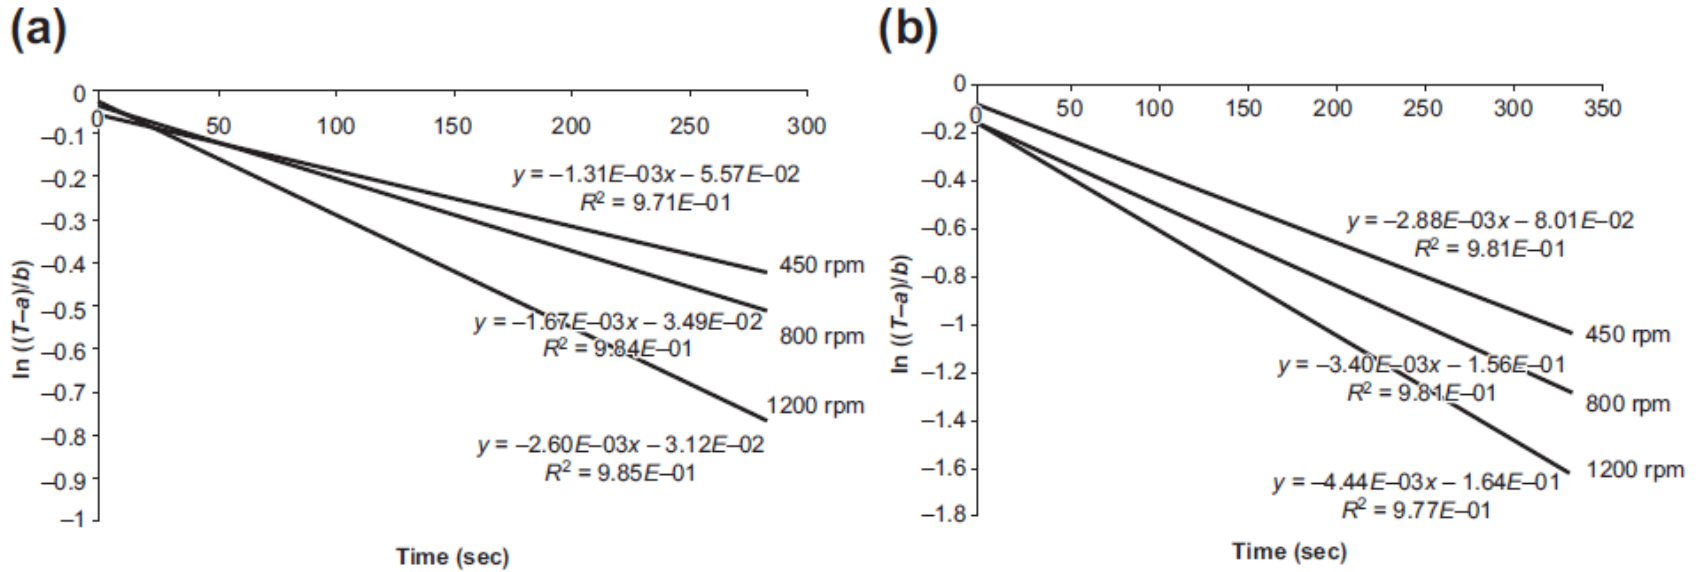 (a)
0
0
50
100
150
200
250
300
–0.1
–0.2
–0.3
–0.4
–0.5
–0.6
–0.7
–0.8
–0.9
–1
ln ((T–a)/b)
y = –1.31E–03x – 5.57E–02
R² = 9.71E–01
450 rpm
y = –1.67E–03x – 3.49E–02
R² = 9.84E–01
800 rpm
1200 rpm
y = –2.60E–03x – 3.12E–02
R² = 9.85E–01
Time (sec)
(b)
0
0
50
100
150
200
250
300
350
–0.2
–0.4
–0.6
–0.8
–1
–1.2
–1.4
–1.6
–1.8
ln ((T–a)/b)
y = –2.88E–03x – 8.01E–02
R² = 9.81E–01
450 rpm
y = –3.40E–03x – 1.56E–01
R² = 9.81E–01
800 rpm
1200 rpm
y = –4.44E–03x – 1.64E–01
R² = 9.77E–01
Time (sec)